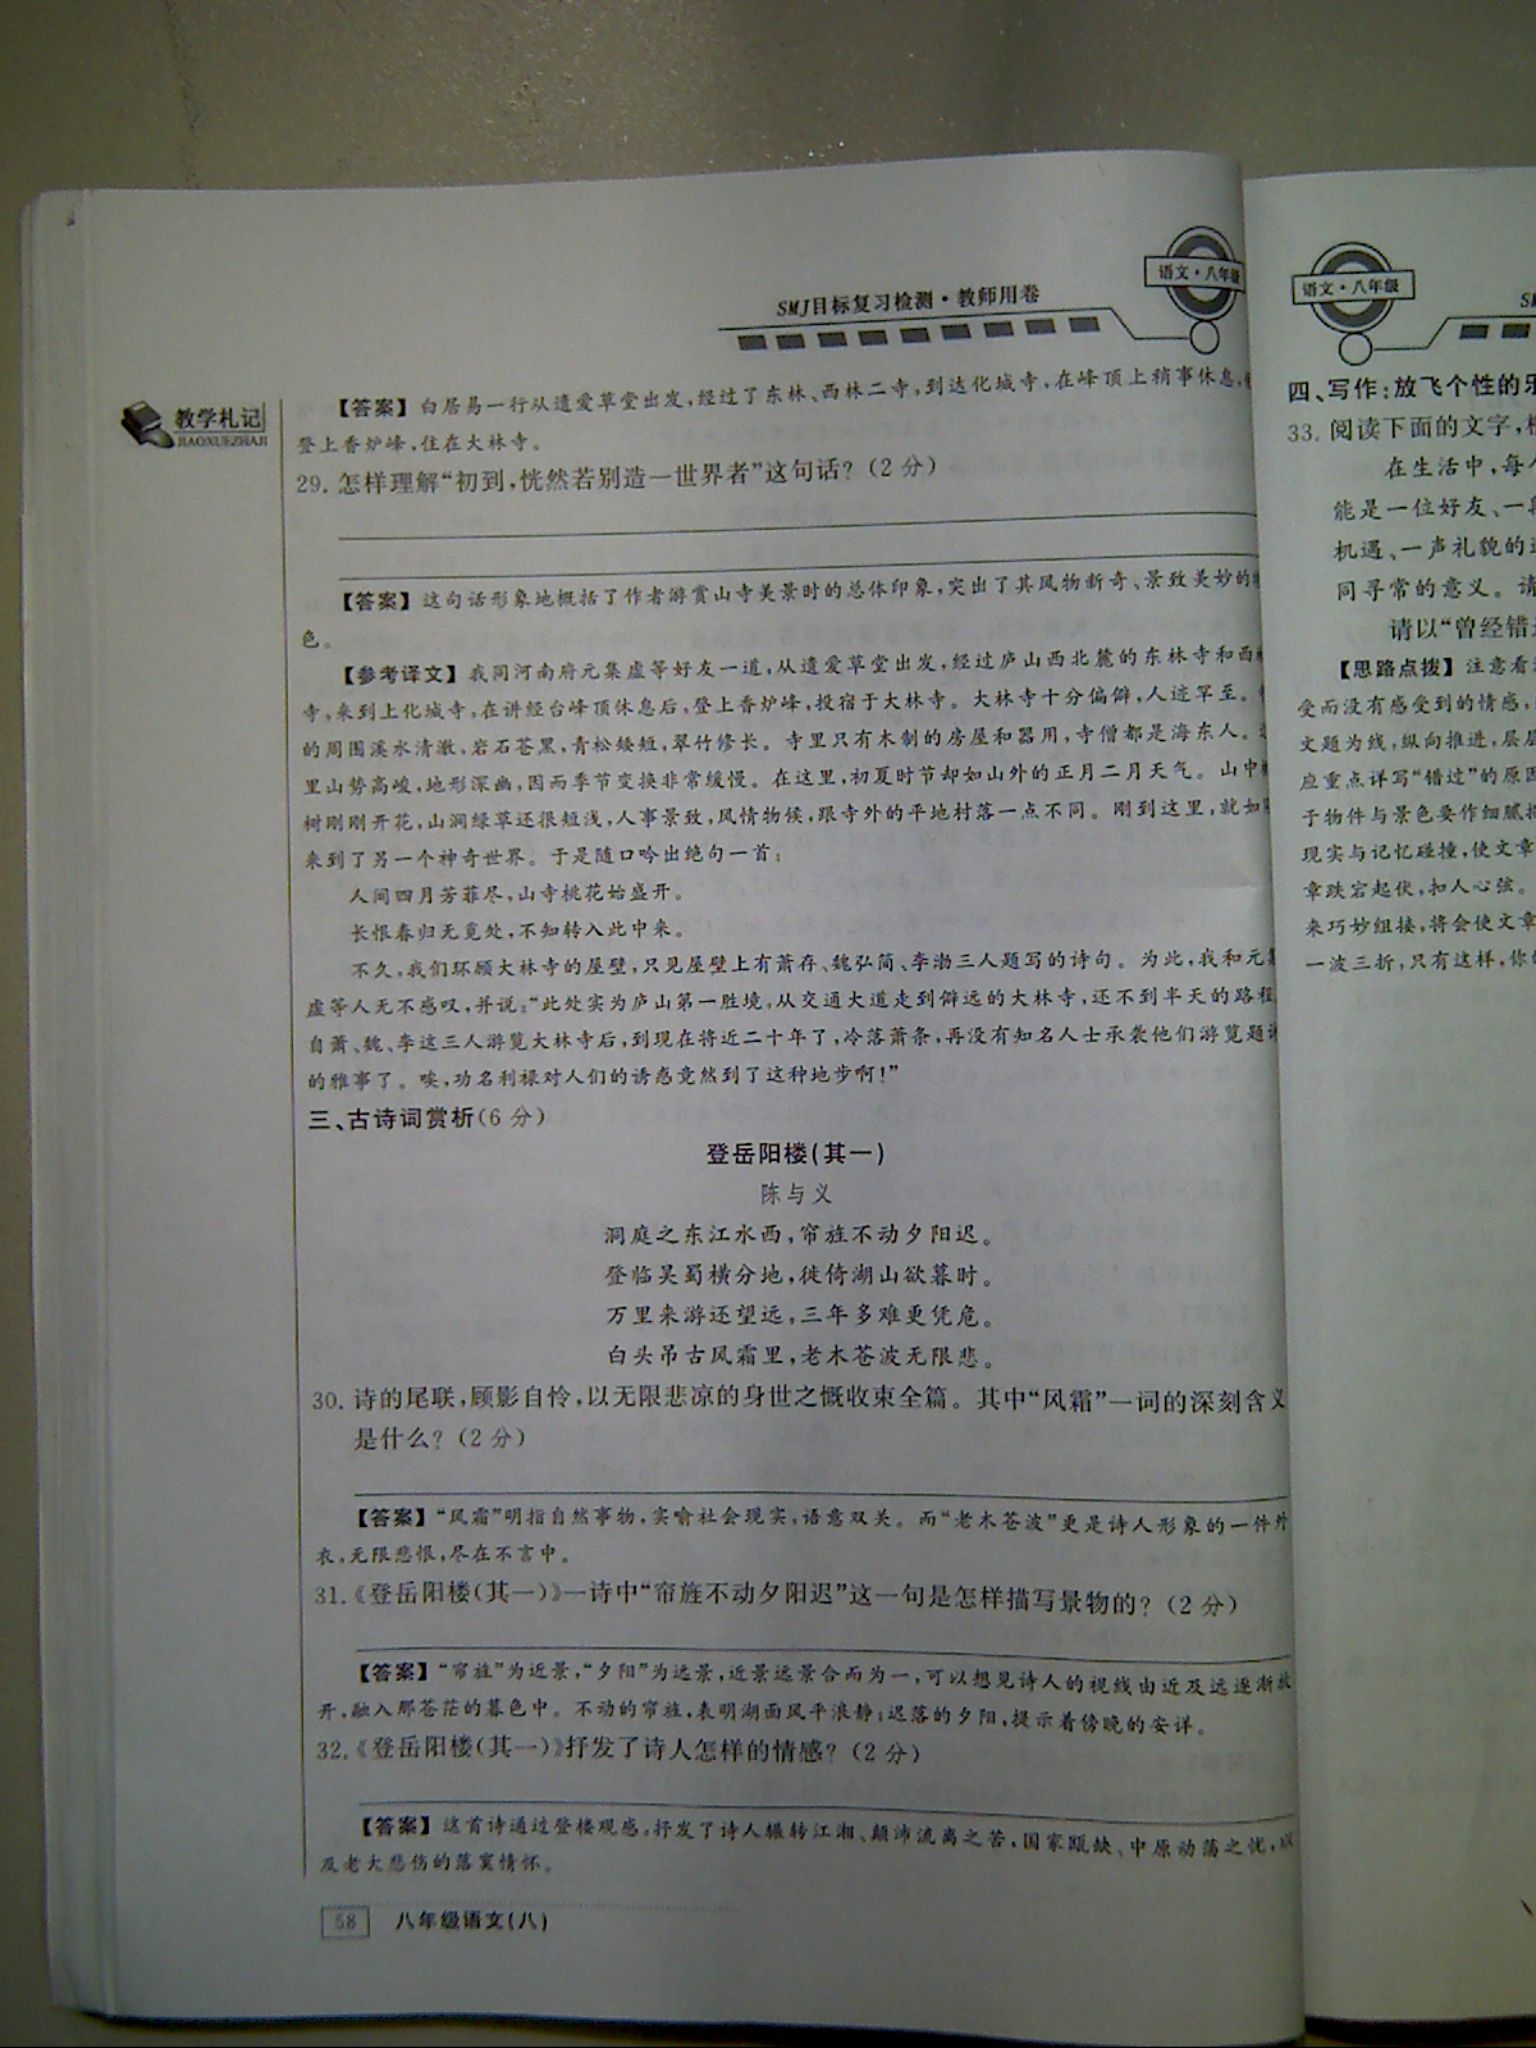 SMJ目标复习检测·教师用卷
语文·八年级
教学札记
JIAOXUEZHAJI
【答案】白居易一行从遗爱草堂出发,经过了东林、西林二寺,到达化城寺,在峰顶上稍事休息,
登上香炉峰,住在大林寺。
29. 怎样理解“初到,恍然若别造一世界者”这句话?(2分)
【答案】这句话形象地概括了作者游赏山寺美景时的总体印象,突出了其风物新奇、景致美妙的
色。
【参考译文】我同河南府元集虚等好友一道,从遗爱草堂出发,经过庐山西北麓的东林寺和西
寺,来到上化城寺,在讲经台峰顶休息后,登上香炉峰,投宿于大林寺。大林寺十分偏僻,人迹罕至。
的周围溪水清澈,岩石苍黑,青松矮短,翠竹修长。寺里只有木制的房屋和器用,寺僧都是海东人。
里山势高峻,地形深幽,因而季节变换非常缓慢。在这里,初夏时节却如山外的正月二月天气。山中
树刚刚开花,山涧绿草还很短浅,人事景致,风情物候,跟寺外的平地村落一点不同。刚到这里,就如
来到了另一个神奇世界。于是随口吟出绝句一首:
人间四月芳菲尽,山寺桃花始盛开。
长恨春归无觅处,不知转入此中来。
不久,我们环顾大林寺的屋壁,只见屋壁上有萧存、魏弘简、李渤三人题写的诗句。为此,我和元集
虚等人无不感叹,并说:“此处实为庐山第一胜境,从交通大道走到僻远的大林寺,还不到半天的路程,
自萧、魏、李这三人游览大林寺后,到现在将近二十年了,冷落萧条,再没有知名人士承袭他们游览题诗
的雅事了。唉,功名利禄对人们的诱惑竟然到了这种地步啊!”
三、古诗词赏析(6分)
登岳阳楼(其一)
陈与义
洞庭之东江水西,帘旌不动夕阳迟。
登临吴蜀横分地,徙倚湖山欲暮时。
万里来游还望远,三年多难更凭危。
白头吊古风霜里,老木苍波无限悲。
30. 诗的尾联,顾影自怜,以无限悲凉的身世之慨收束全篇。其中“风霜”一词的深刻含义
是什么?(2分)
【答案】“风霜”明指自然事物,实喻社会现实,语意双关。而“老木苍波”更是诗人形象的一件外
衣,无限悲恨,尽在不言中。
31.《登岳阳楼(其一)》一诗中“帘旌不动夕阳迟”这一句是怎样描写景物的?(2分)
【答案】“帘旌”为近景,“夕阳”为远景,近景远景合而为一,可以想见诗人的视线由近及远逐渐放
开,融入那苍茫的暮色中。不动的帘旌,表明湖面风平浪静;迟落的夕阳,提示着傍晚的安详。
32.《登岳阳楼(其一)》抒发了诗人怎样的情感?(2分)
【答案】这首诗通过登楼观感,抒发了诗人辗转江湘、颠沛流离之苦,国家瓯缺、中原动荡之忧,以
及老大悲伤的落寞情怀。
68 八年级语文(八)
语文·八年级
四、写作:放飞个性的
33. 阅读下面的文字,
在生活中,每个
能是一位好友、一
机遇、一声礼貌的
同寻常的意义。请
请以“曾经错
【思路点拨】注意看
受而没有感受到的情感,
文题为线,纵向推进,层层
应重点详写“错过”的原因
于物件与景色要作细腻
现实与记忆碰撞,使文章
章跌宕起伏,扣人心弦。
来巧妙组接,将会使文章
一波三折,只有这样,你